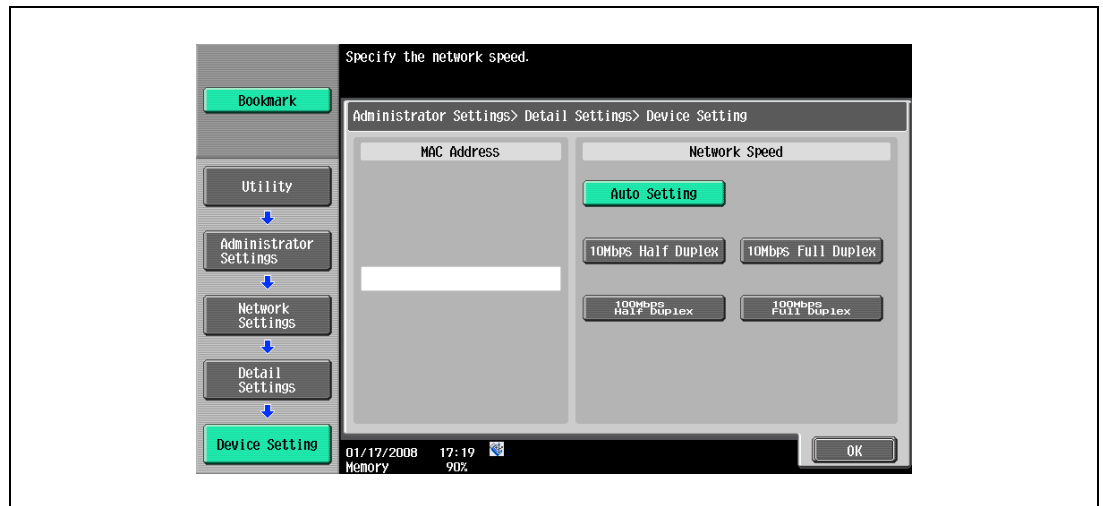 Specify the network speed.
Bookmark
Administrator Settings> Detail Settings> Device Setting
MAC Address
Network Speed
Utility
Auto Setting
Administrator
Settings
10Mbps Half Duplex
10Mbps Full Duplex
Network
Settings
100Mbps
Half Duplex
100Mbps
Full Duplex
Detail
Settings
Device Setting
01/17/2008 17:19
Memory 90%
OK